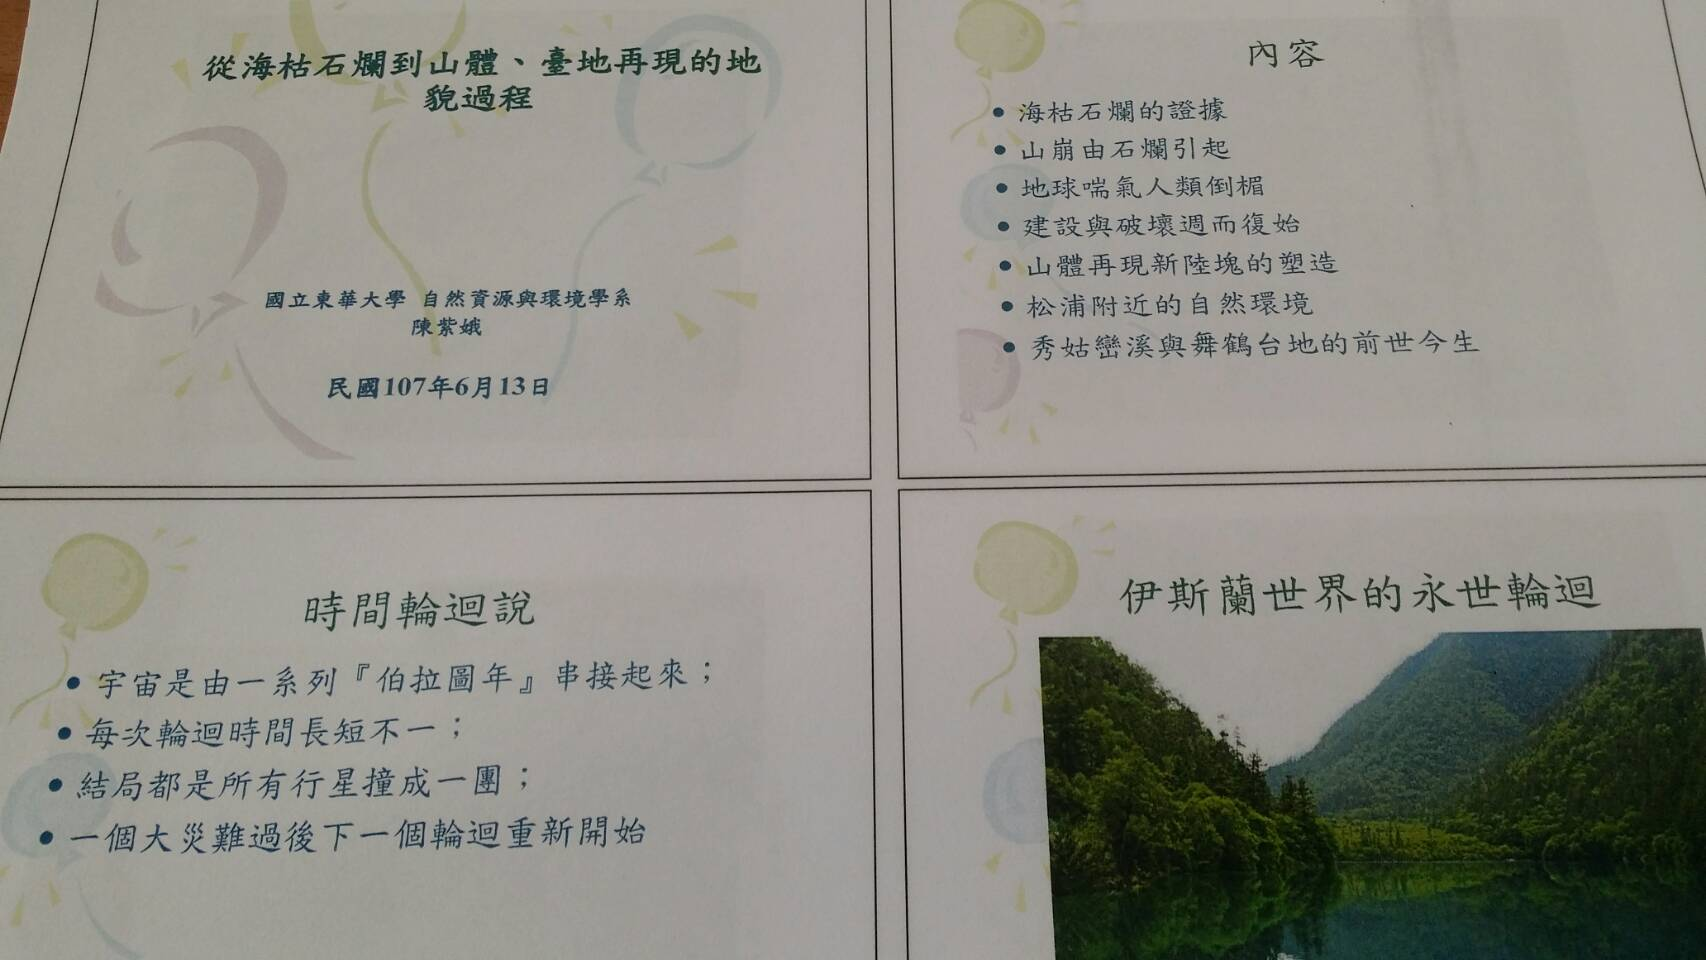 從海枯石爛到山體、臺地再現的地
貌過程
國立東華大學 自然資源與環境學系
陳紫娥
民國107年6月13日
內容
• 海枯石爛的證據
• 山崩由石爛引起
• 地球喘氣人類倒楣
• 建設與破壞週而復始
• 山體再現新陸塊的塑造
• 松浦附近的自然環境
• 秀姑巒溪與舞鶴台地的前世今生
時間輪迴說
• 宇宙是由一系列『伯拉圖年』串接起來；
• 每次輪迴時間長短不一；
• 結局都是所有行星撞成一團；
• 一個大災難過後下一個輪迴重新開始
伊斯蘭世界的永世輪迴